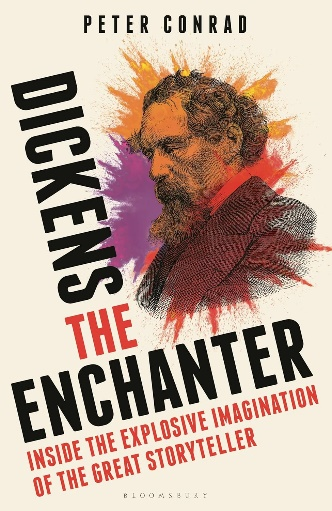 PETER CONRAD
DICKENS
THE
ENCHANTER
INSIDE THE EXPLOSIVE IMAGINATION
OF THE GREAT STORYTELLER
BLOOMSBURY